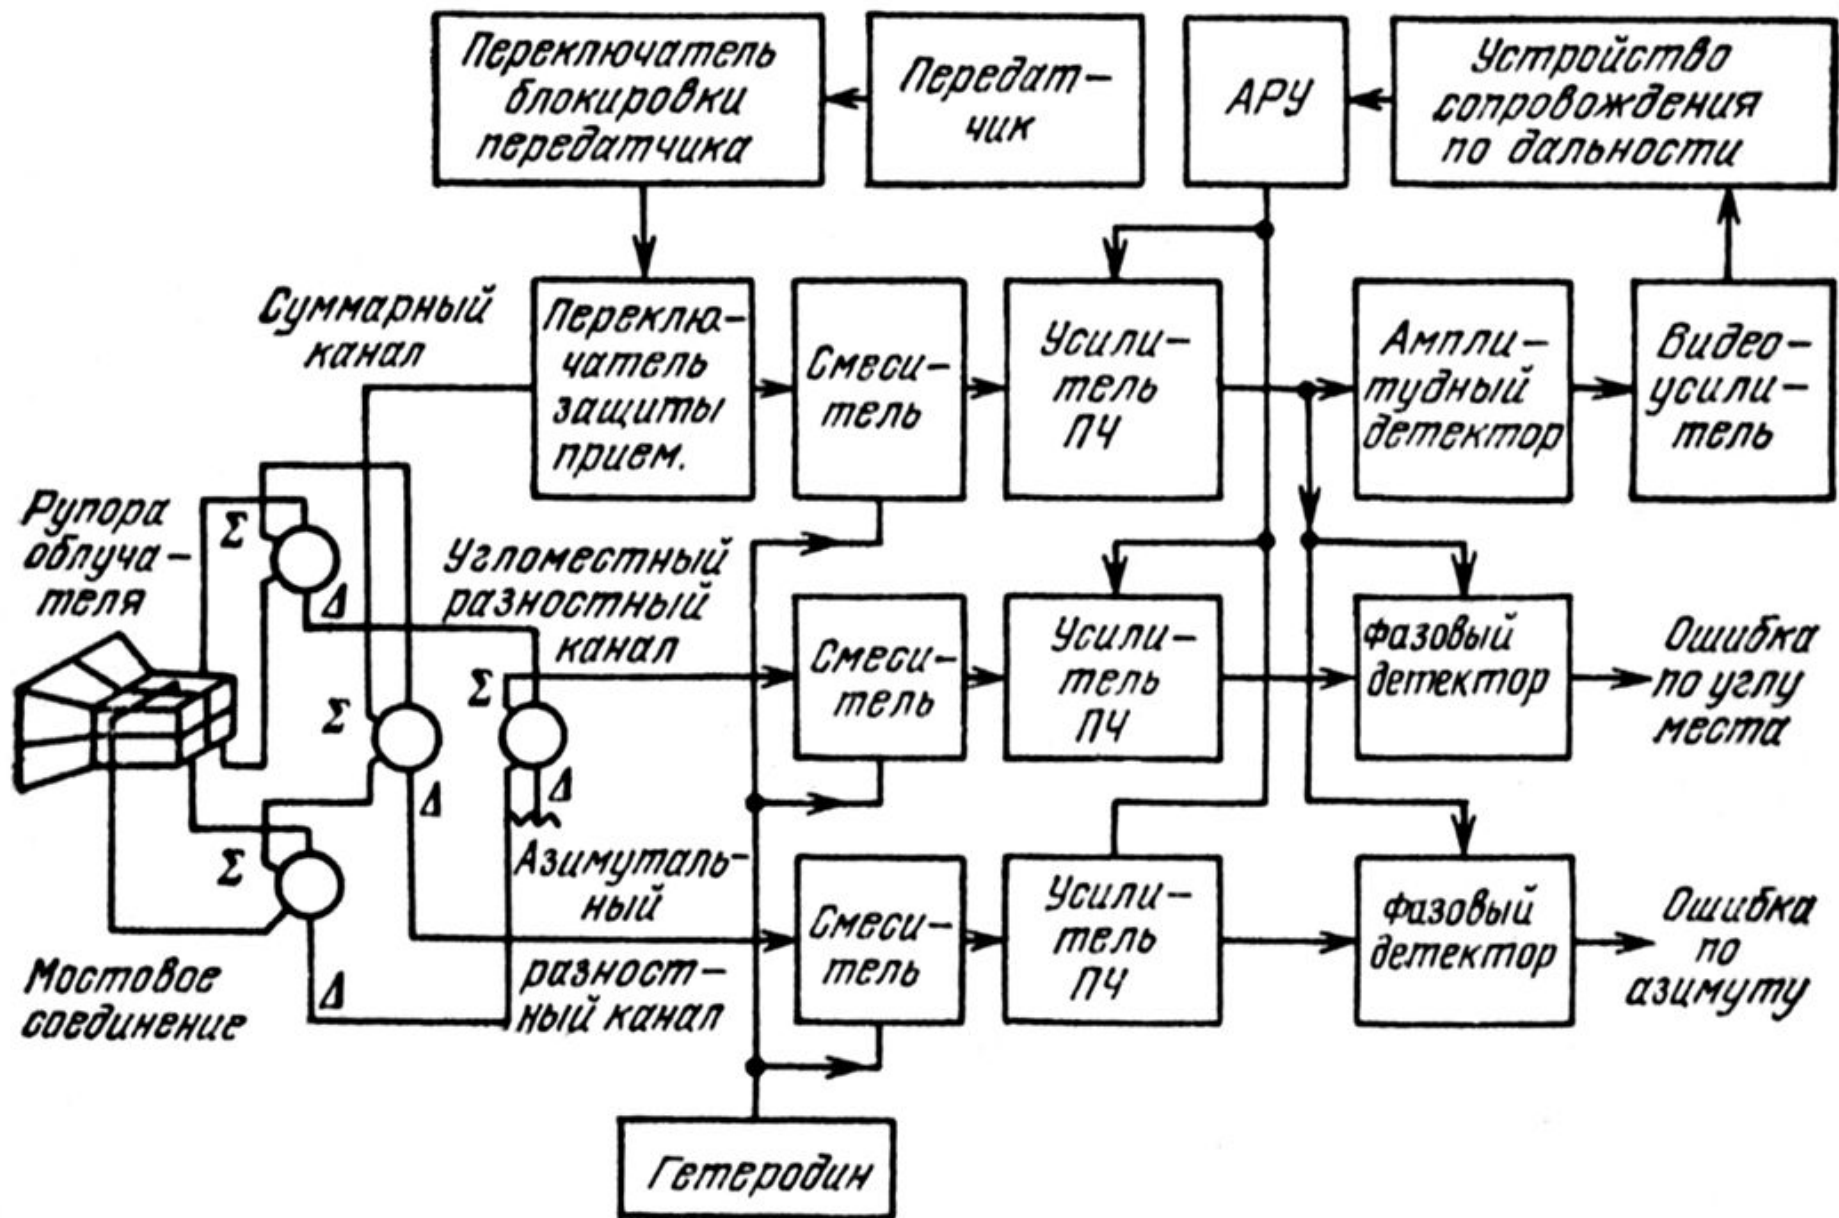 Переключатель
блокировки
передатчика
Передат-
чик
АРУ
Устройство
сопровождения
по дальности
Суммарный
канал
Переклю-
чатель
защиты
прием.
Смеси-
тель
Усили-
тель
ПЧ
Ампли-
тудный
детектор
Видео-
усили-
тель
Рупора
облуча-
теля
Σ
Δ
Угломестный
разностный
канал
Σ
Δ
Σ
Δ
Смеси-
тель
Усили-
тель
ПЧ
Фазовый
детектор
Ошибка
по углу
места
Σ
Δ
Мостовое
соединение
Азимуталь-
ный
разност-
ный канал
Смеси-
тель
Усили-
тель
ПЧ
Фазовый
детектор
Ошибка
по
азимуту
Гетеродин